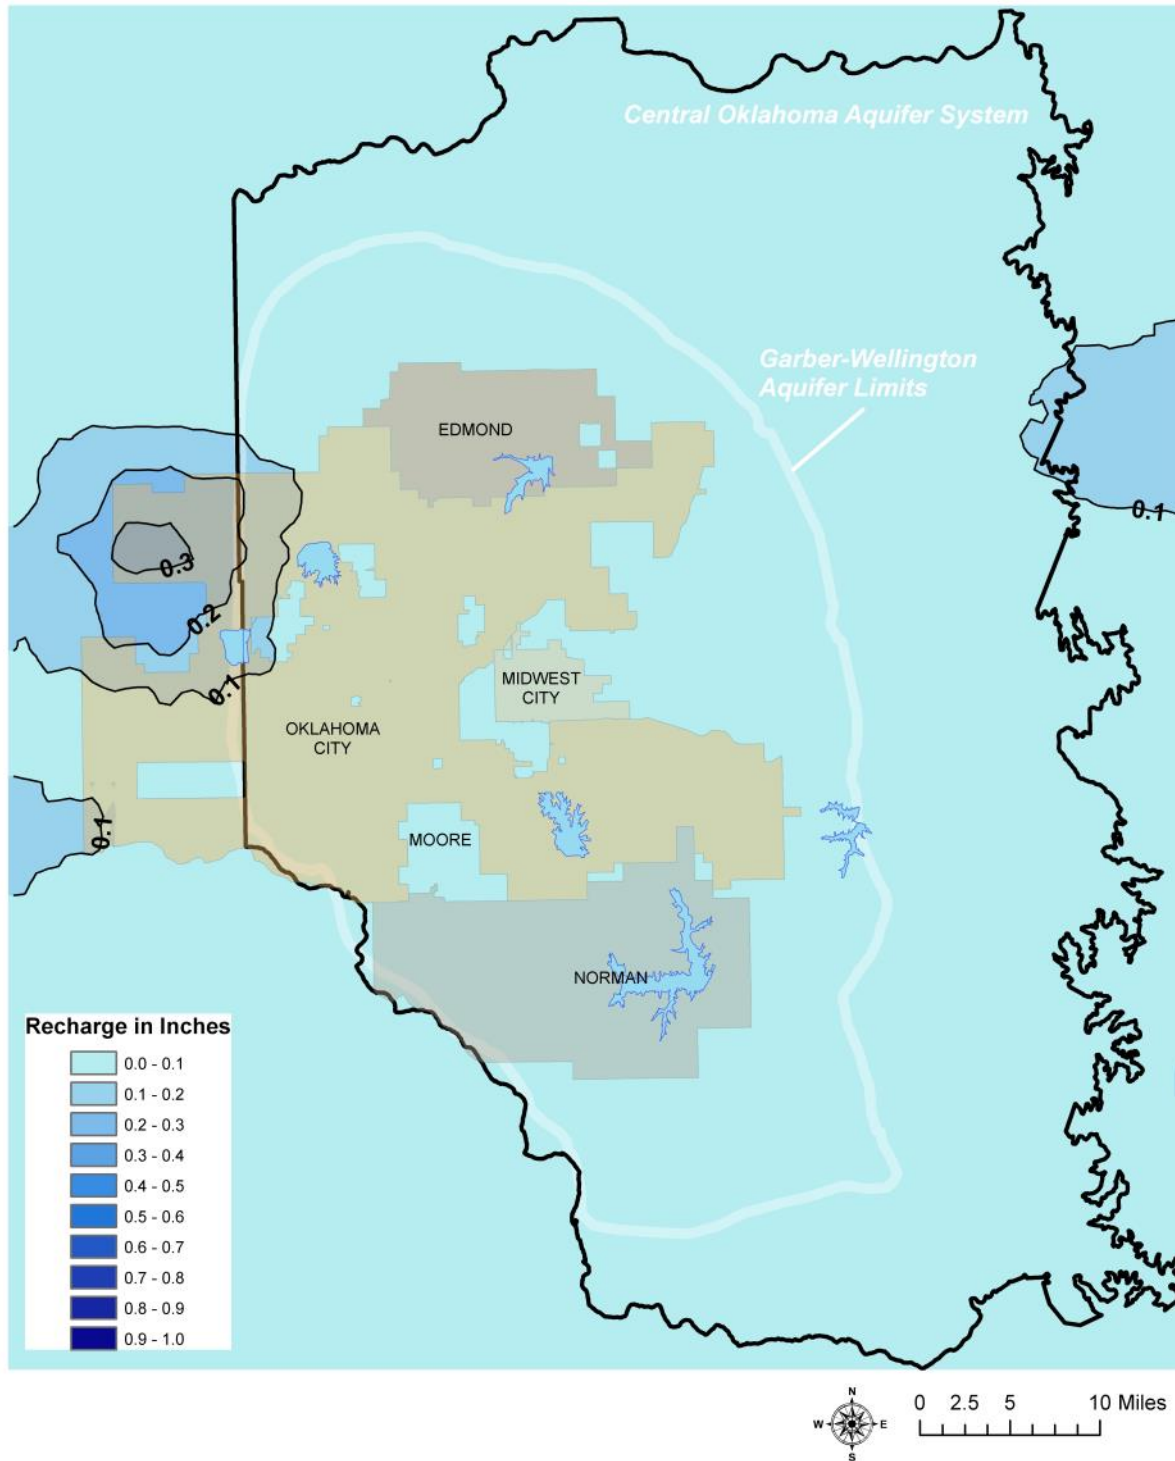 Central Oklahoma Aquifer System
Garber-Wellington
Aquifer Limits
EDMOND
0.1
0.3
0.2
0.1
MIDWEST
CITY
OKLAHOMA
CITY
0.1
MOORE
NORMAN
Recharge in Inches
0.0 - 0.1
0.1 - 0.2
0.2 - 0.3
0.3 - 0.4
0.4 - 0.5
0.5 - 0.6
0.6 - 0.7
0.7 - 0.8
0.8 - 0.9
0.9 - 1.0
N
W E
S
0 2.5 5 10 Miles